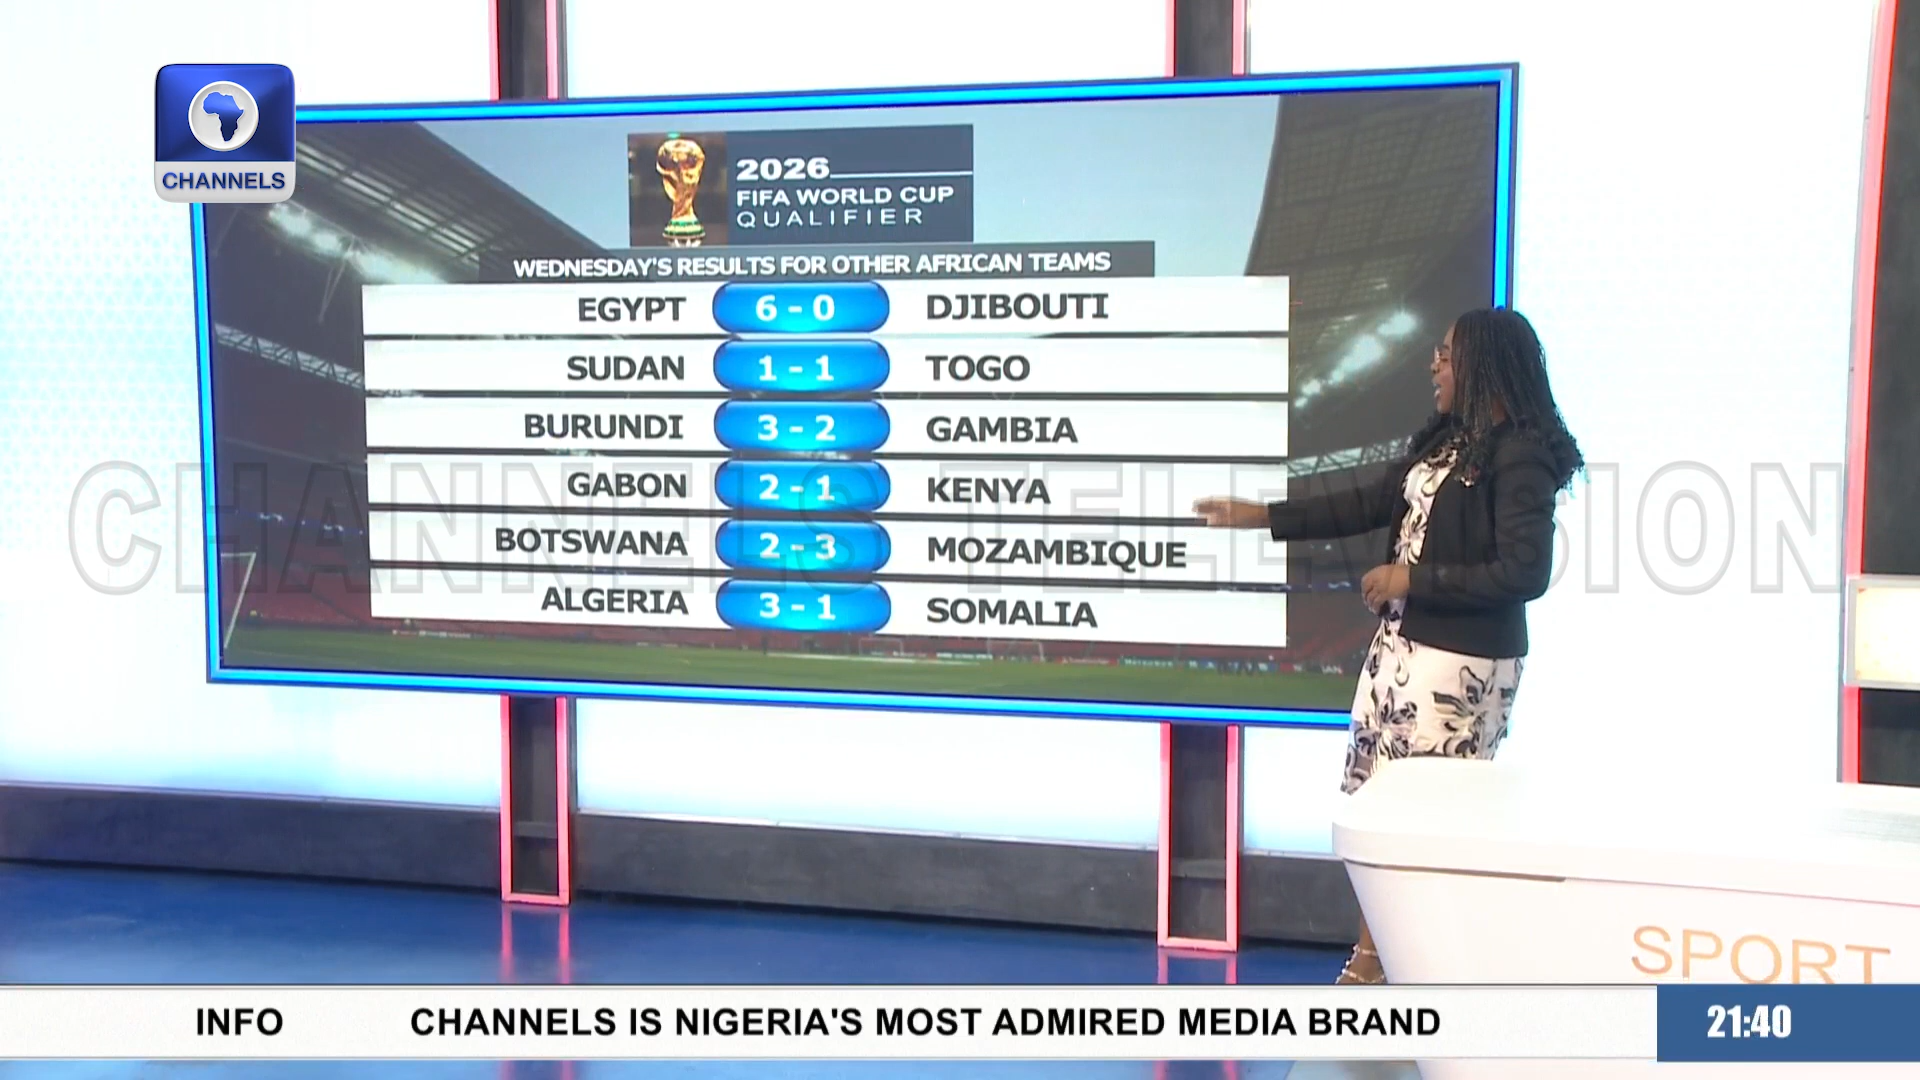 CHANNELS
2026
FIFA WORLD CUP
QUALIFIER
WEDNESDAY'S RESULTS FOR OTHER AFRICAN TEAMS
EGYPT 6 - 0 DJIBOUTI
SUDAN 1 - 1 TOGO
BURUNDI 3 - 2 GAMBIA
GABON 2 - 1 KENYA
BOTSWANA 2 - 3 MOZAMBIQUE
ALGERIA 3 - 1 SOMALIA
CHANNELS TELEVISION
SPORT
INFO CHANNELS IS NIGERIA'S MOST ADMIRED MEDIA BRAND 21:40